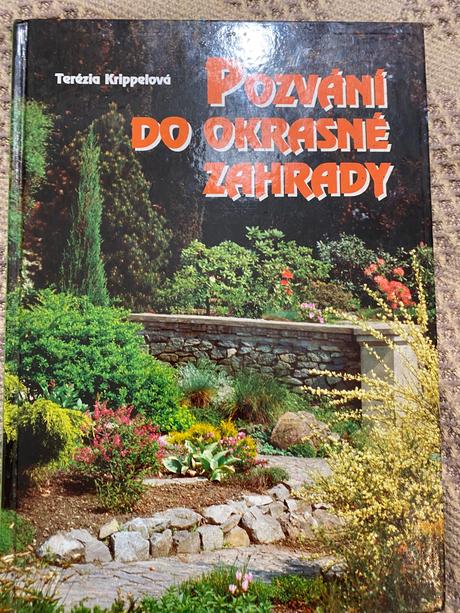 Terézia Krippelová
POZVÁNÍ
DO OKRASNÉ
ZAHRADY